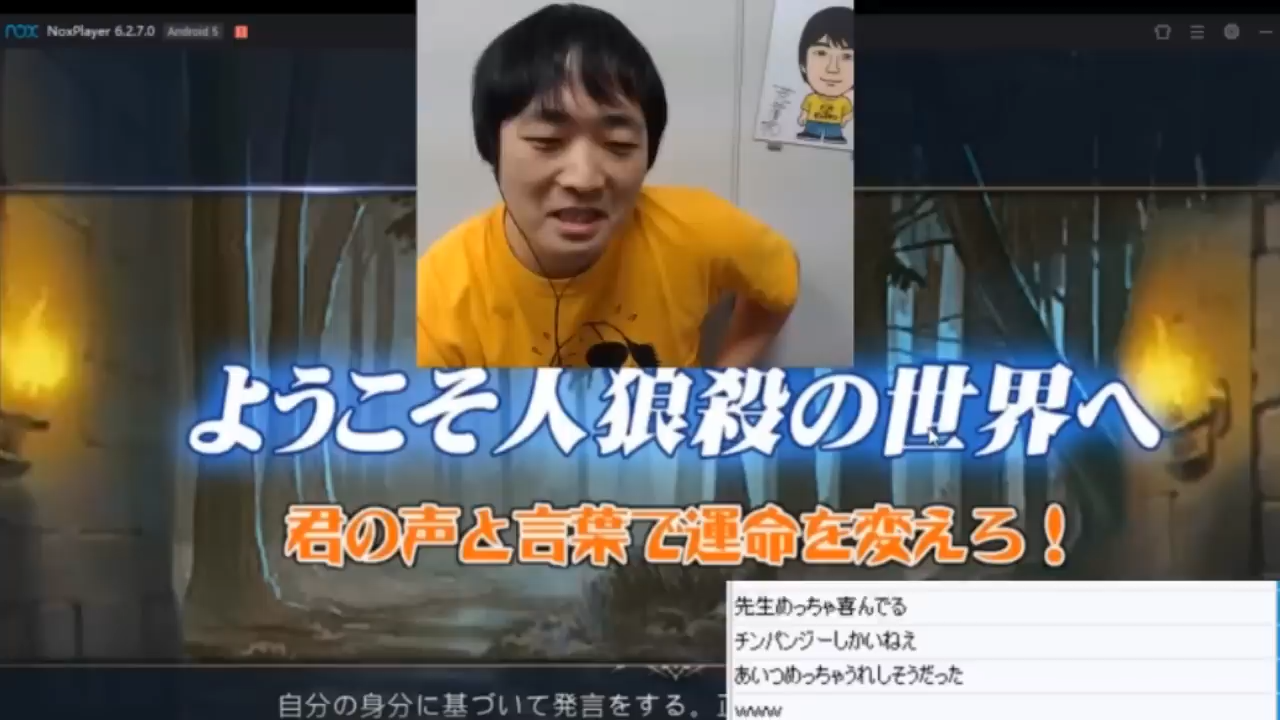 nox NoxPlayer 6.2.7.0 Android 5
ようこそ人狼殺の世界へ
君の声と言葉で運命を変えろ！
自分の身分に基づいて発言をする。
先生めっちゃ喜んでる
チンパンジーしかいねえ
あいつめっちゃうれしそうだった
www